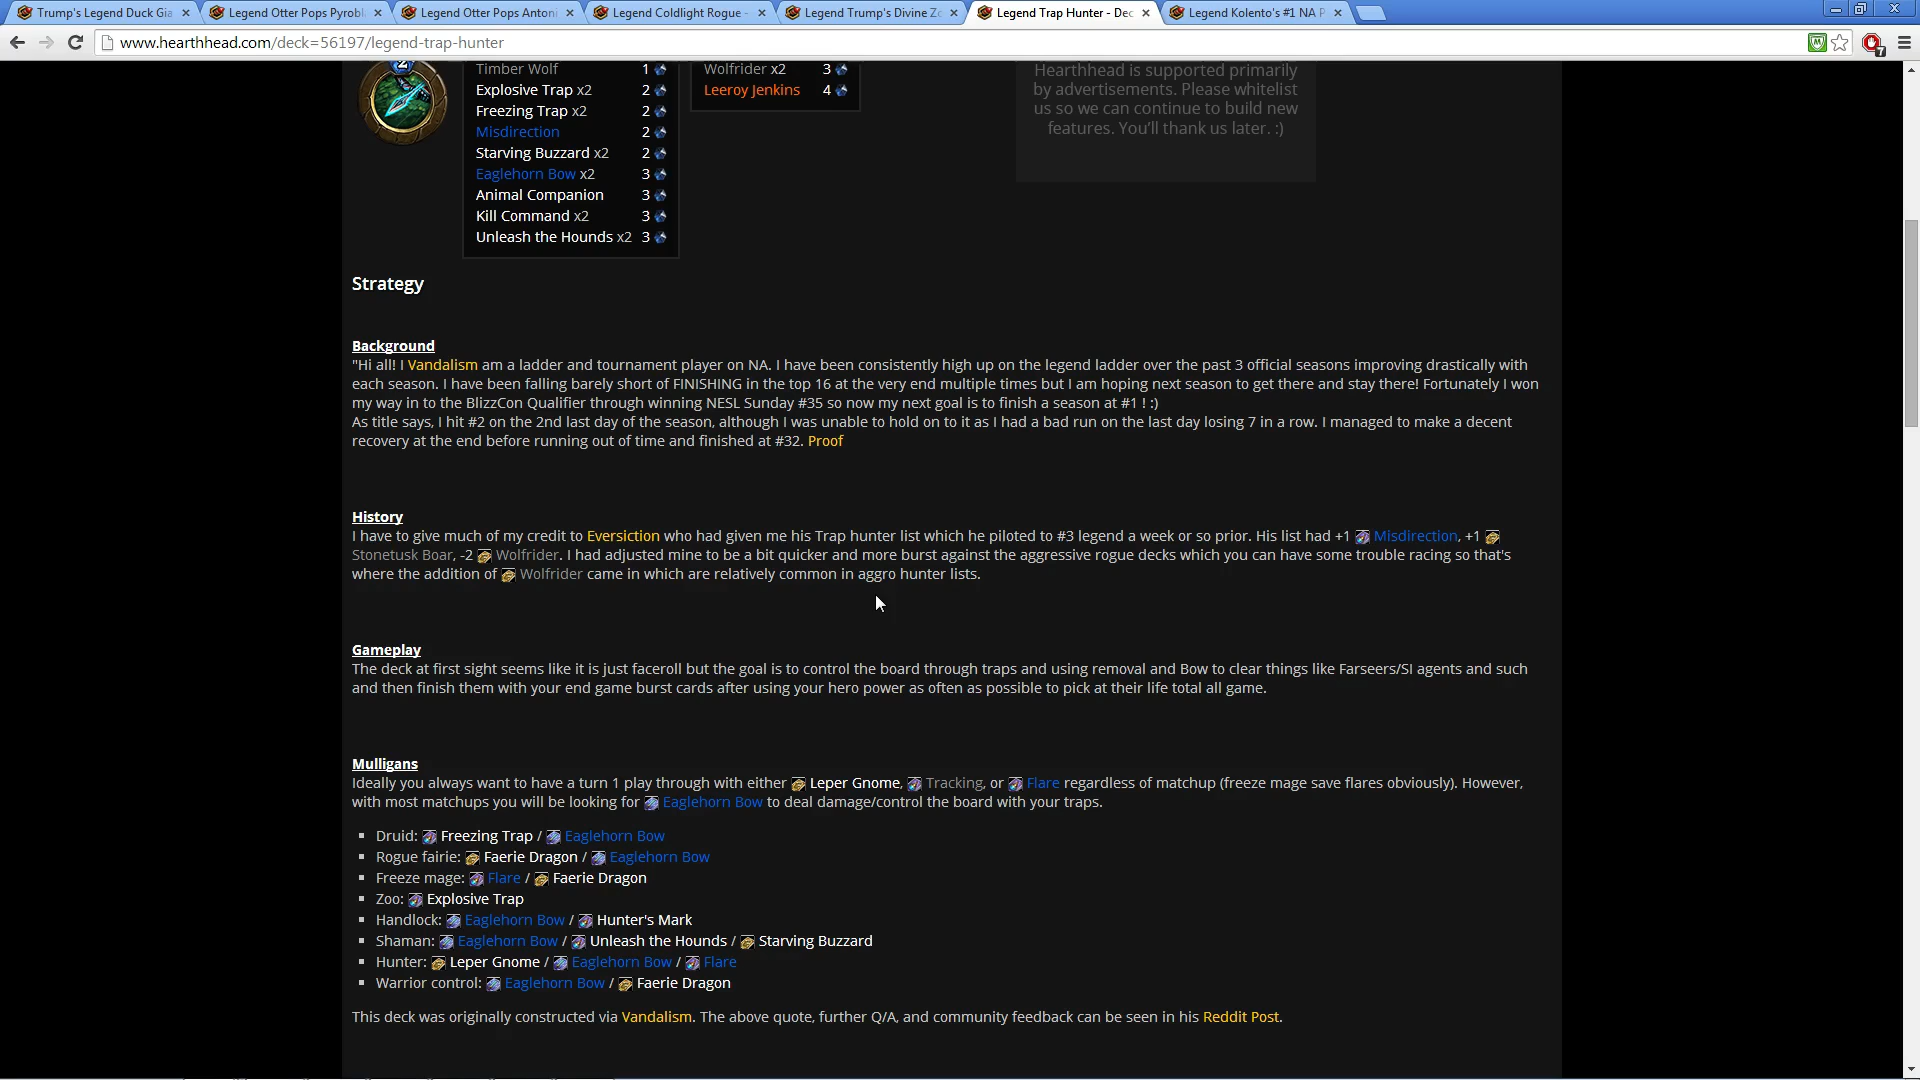 Trump's Legend Duck Gia
Legend Otter Pops Pyrobl
Legend Otter Pops Antoni
Legend Coldlight Rogue -
Legend Trump's Divine Zo
Legend Trap Hunter - Dec
Legend Kolento's #1 NA P
www.hearthhead.com/deck=56197/legend-trap-hunter
7
2
Timber Wolf 1
Explosive Trap x2 2
Freezing Trap x2 2
Misdirection 2
Starving Buzzard x2 2
Eaglehorn Bow x2 3
Animal Companion 3
Kill Command x2 3
Unleash the Hounds x2 3
Wolfrider x2 3
Leeroy Jenkins 4
Hearthhead is supported primarily
by advertisements. Please whitelist
us so we can continue to build new
features. You'll thank us later. :)
Strategy
Background
"Hi all! I Vandalism am a ladder and tournament player on NA. I have been consistently high up on the legend ladder over the past 3 official seasons improving drastically with
each season. I have been falling barely short of FINISHING in the top 16 at the very end multiple times but I am hoping next season to get there and stay there! Fortunately I won
my way in to the BlizzCon Qualifier through winning NESL Sunday #35 so now my next goal is to finish a season at #1 ! :)
As title says, I hit #2 on the 2nd last day of the season, although I was unable to hold on to it as I had a bad run on the last day losing 7 in a row. I managed to make a decent
recovery at the end before running out of time and finished at #32. Proof
History
I have to give much of my credit to Eversiction who had given me his Trap hunter list which he piloted to #3 legend a week or so prior. His list had +1 Misdirection, +1
Stonetusk Boar, -2 Wolfrider. I had adjusted mine to be a bit quicker and more burst against the aggressive rogue decks which you can have some trouble racing so that's
where the addition of Wolfrider came in which are relatively common in aggro hunter lists.
Gameplay
The deck at first sight seems like it is just faceroll but the goal is to control the board through traps and using removal and Bow to clear things like Farseers/SI agents and such
and then finish them with your end game burst cards after using your hero power as often as possible to pick at their life total all game.
Mulligans
Ideally you always want to have a turn 1 play through with either Leper Gnome, Tracking, or Flare regardless of matchup (freeze mage save flares obviously). However,
with most matchups you will be looking for Eaglehorn Bow to deal damage/control the board with your traps.
Druid: Freezing Trap / Eaglehorn Bow
Rogue fairie: Faerie Dragon / Eaglehorn Bow
Freeze mage: Flare / Faerie Dragon
Zoo: Explosive Trap
Handlock: Eaglehorn Bow / Hunter's Mark
Shaman: Eaglehorn Bow / Unleash the Hounds / Starving Buzzard
Hunter: Leper Gnome / Eaglehorn Bow / Flare
Warrior control: Eaglehorn Bow / Faerie Dragon
This deck was originally constructed via Vandalism. The above quote, further Q/A, and community feedback can be seen in his Reddit Post.